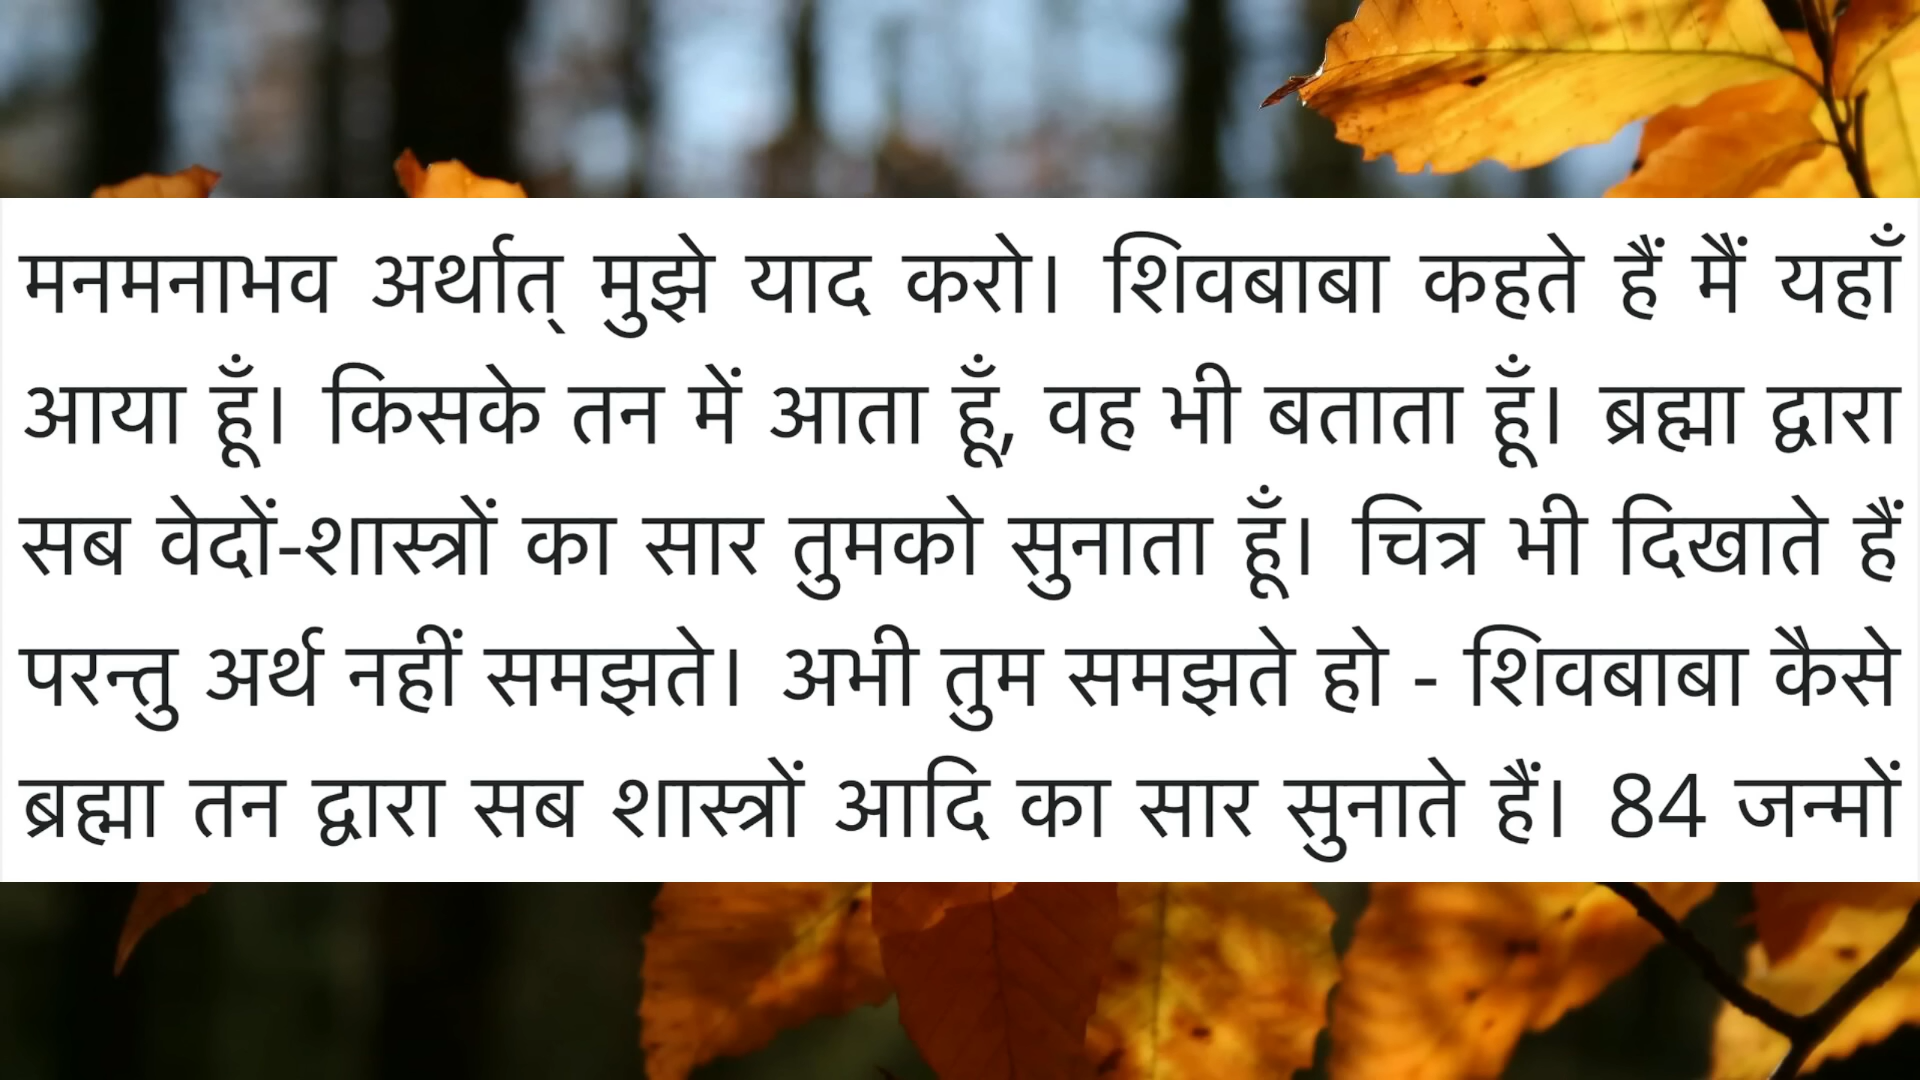 मनमनाभव अर्थात् मुझे याद करो। शिवबाबा कहते हैं मैं यहाँ
आया हूँ। किसके तन में आता हूँ, वह भी बताता हूँ। ब्रह्मा द्वारा
सब वेदों-शास्त्रों का सार तुमको सुनाता हूँ। चित्र भी दिखाते हैं
परन्तु अर्थ नहीं समझते। अभी तुम समझते हो - शिवबाबा कैसे
ब्रह्मा तन द्वारा सब शास्त्रों आदि का सार सुनाते हैं। 84 जन्मों